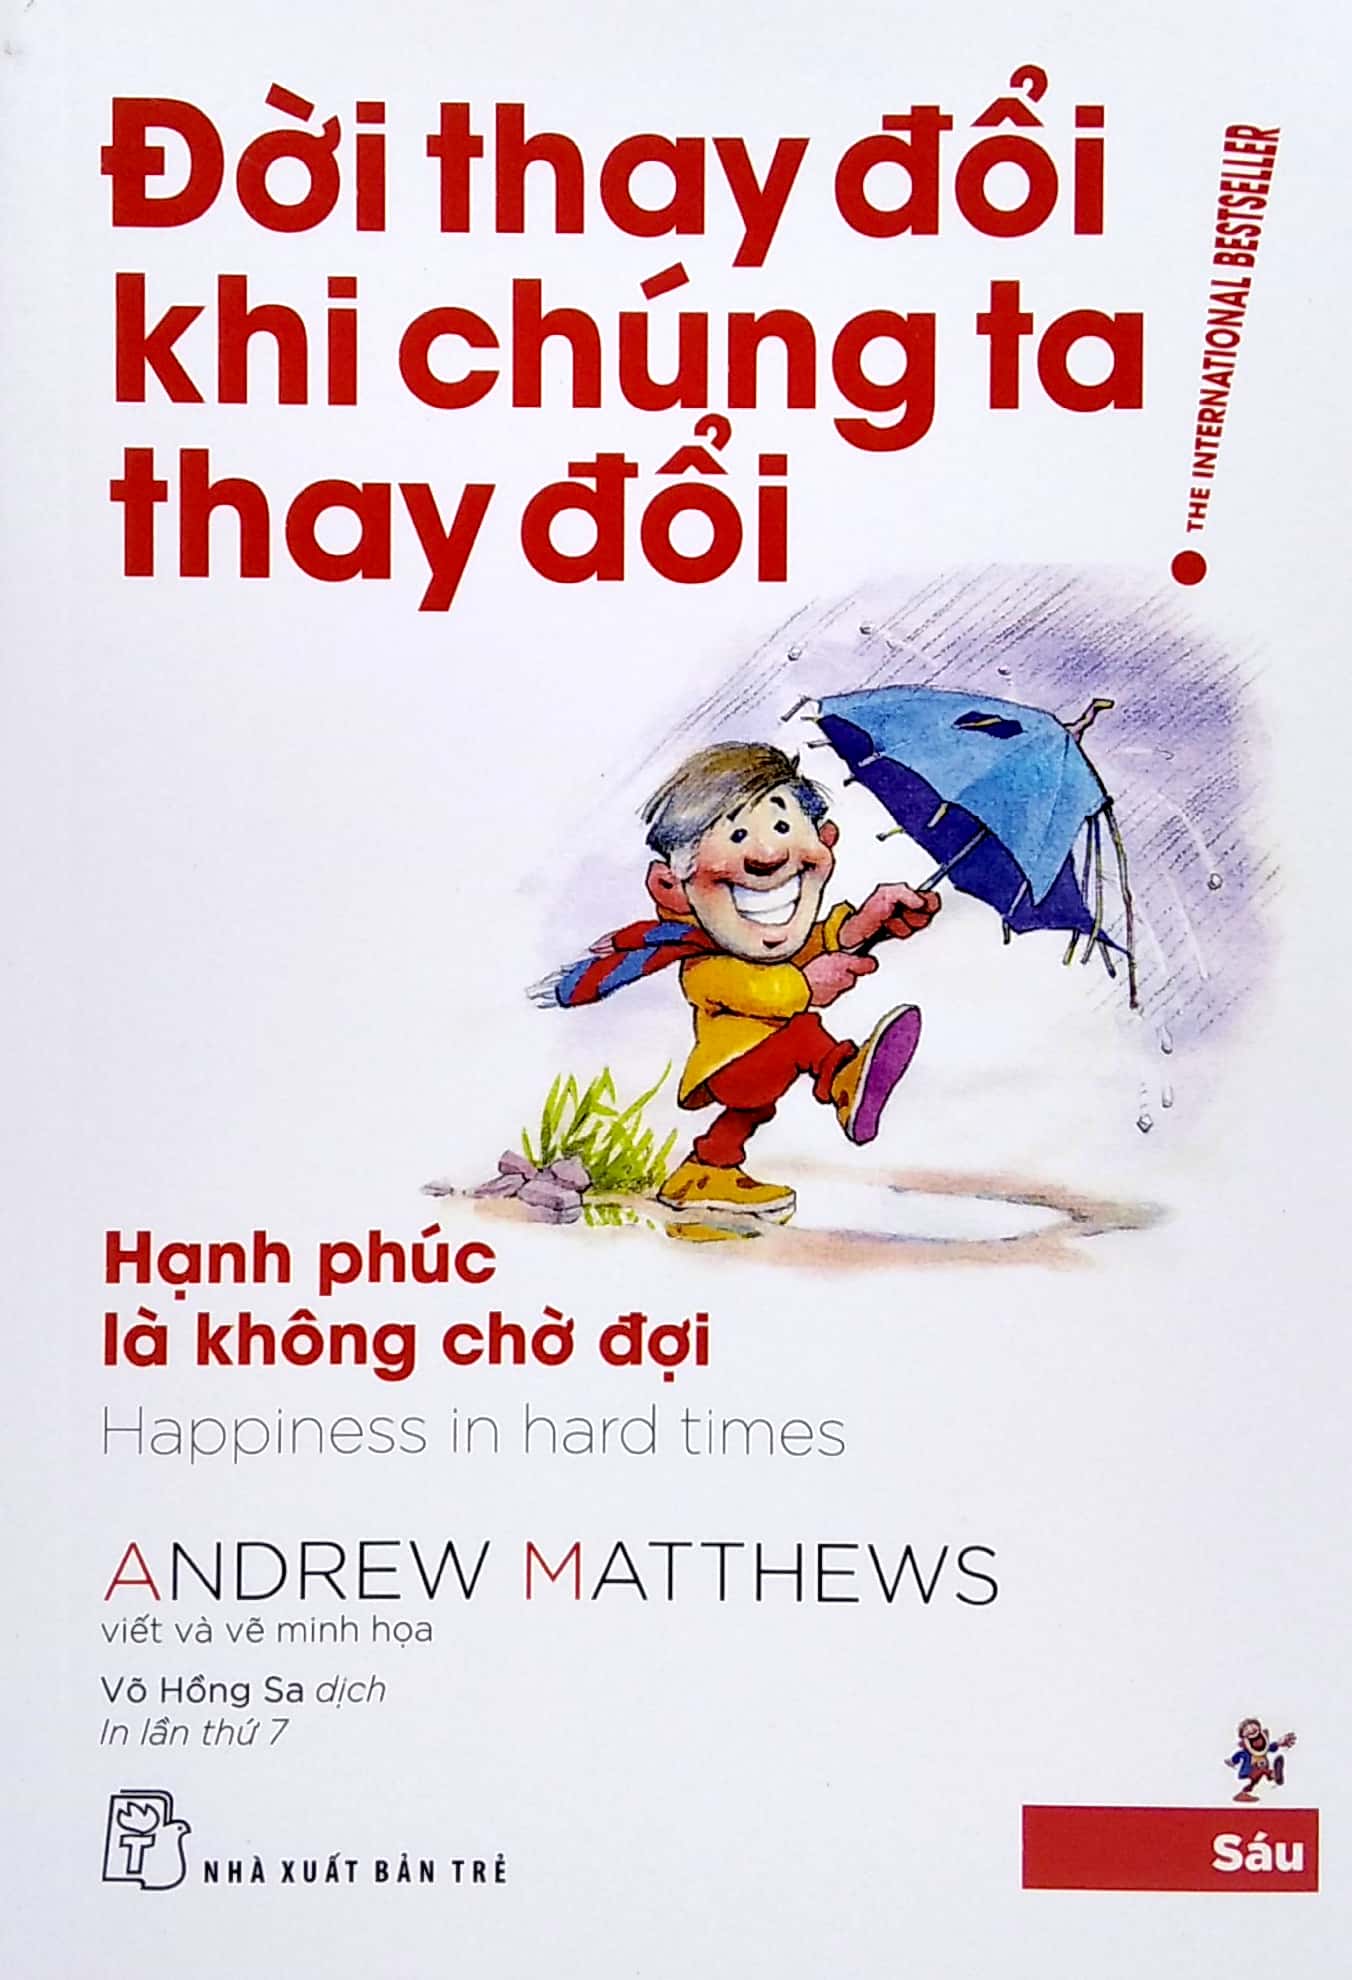 Đời thay đổi
khi chúng ta
thay đổi
THE INTERNATIONAL BESTSELLER
Hạnh phúc
là không chờ đợi
Happiness in hard times
ANDREW MATTHEWS
viết và vẽ minh họa
Võ Hồng Sa dịch
In lần thứ 7
T
NHÀ XUẤT BẢN TRẺ
Sáu